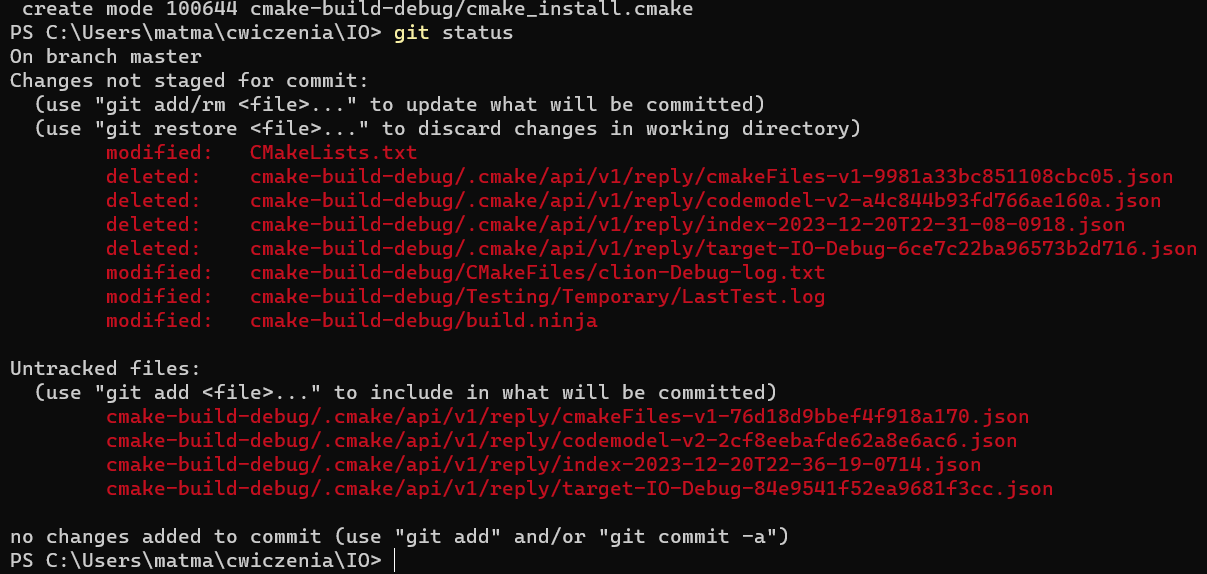 create mode 100644 cmake-build-debug/cmake_install.cmake
PS C:\Users\matma\cwiczenia\IO> git status
On branch master
Changes not staged for commit:
  (use "git add/rm <file>..." to update what will be committed)
  (use "git restore <file>..." to discard changes in working directory)
        modified:   CMakeLists.txt
        deleted:    cmake-build-debug/.cmake/api/v1/reply/cmakeFiles-v1-9981a33bc851108cbc05.json
        deleted:    cmake-build-debug/.cmake/api/v1/reply/codemodel-v2-a4c844b93fd766ae160a.json
        deleted:    cmake-build-debug/.cmake/api/v1/reply/index-2023-12-20T22-31-08-0918.json
        deleted:    cmake-build-debug/.cmake/api/v1/reply/target-IO-Debug-6ce7c22ba96573b2d716.json
        modified:   cmake-build-debug/CMakeFiles/clion-Debug-log.txt
        modified:   cmake-build-debug/Testing/Temporary/LastTest.log
        modified:   cmake-build-debug/build.ninja

Untracked files:
  (use "git add <file>..." to include in what will be committed)
        cmake-build-debug/.cmake/api/v1/reply/cmakeFiles-v1-76d18d9bbef4f918a170.json
        cmake-build-debug/.cmake/api/v1/reply/codemodel-v2-2cf8eebafde62a8e6ac6.json
        cmake-build-debug/.cmake/api/v1/reply/index-2023-12-20T22-36-19-0714.json
        cmake-build-debug/.cmake/api/v1/reply/target-IO-Debug-84e9541f52ea9681f3cc.json

no changes added to commit (use "git add" and/or "git commit -a")
PS C:\Users\matma\cwiczenia\IO>